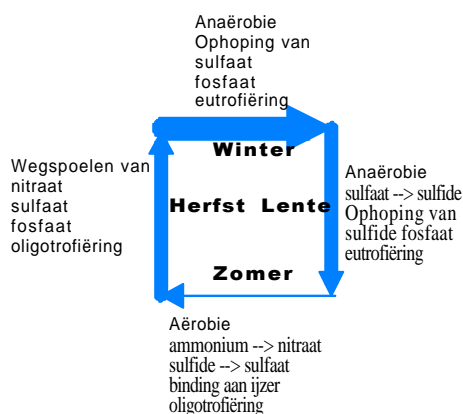 Anaërobie
Ophoping van
sulfaat
fosfaat
eutrofiëring
Winter
Wegspoelen van
nitraat
sulfaat
fosfaat
oligotrofiëring
Herfst Lente
Anaërobie
sulfaat --> sulfide
Ophoping van
sulfide fosfaat
eutrofiëring
Zomer
Aërobie
ammonium --> nitraat
sulfide --> sulfaat
binding aan ijzer
oligotrofiëring